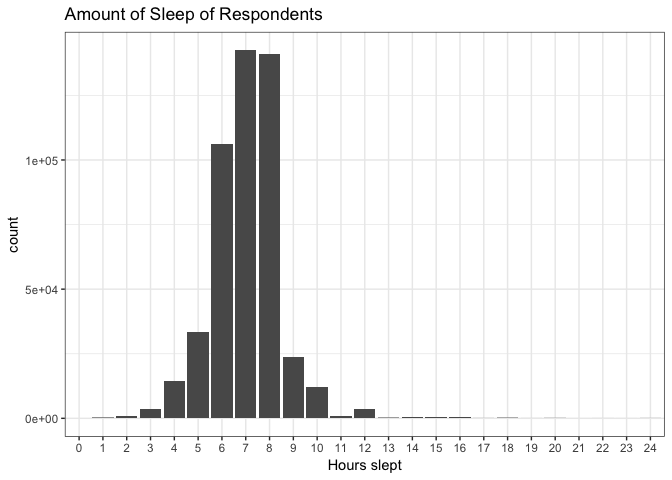 Amount of Sleep of Respondents
count
1e+05
5e+04
0e+00
0 1 2 3 4 5 6 7 8 9 10 11 12 13 14 15 16 17 18 19 20 21 22 23 24
Hours slept